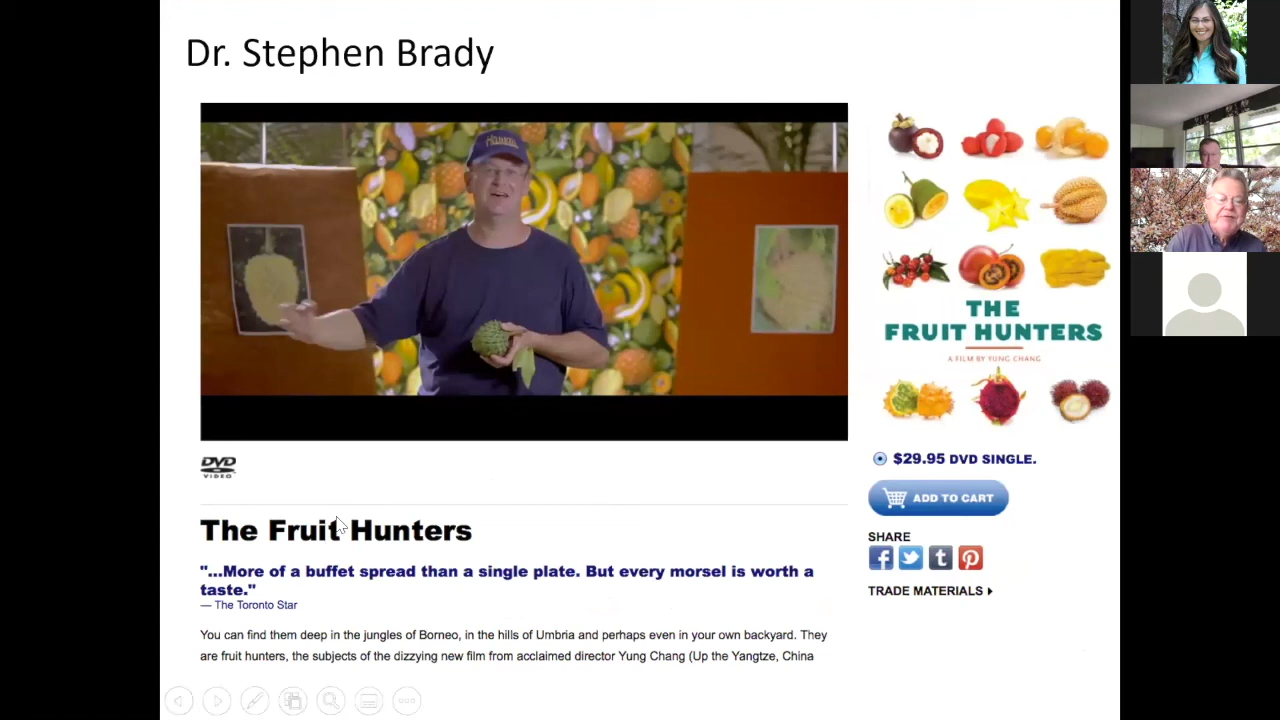 Dr. Stephen Brady
THE
FRUIT HUNTERS
A FILM BY YUNG CHANG
DVD
VIDEO
$29.95 DVD SINGLE.
ADD TO CART
SHARE
TRADE MATERIALS
The Fruit Hunters
"...More of a buffet spread than a single plate. But every morsel is worth a
taste."
— The Toronto Star
You can find them deep in the jungles of Borneo, in the hills of Umbria and perhaps even in your own backyard. They
are fruit hunters, the subjects of the dizzying new film from acclaimed director Yung Chang (Up the Yangtze, China